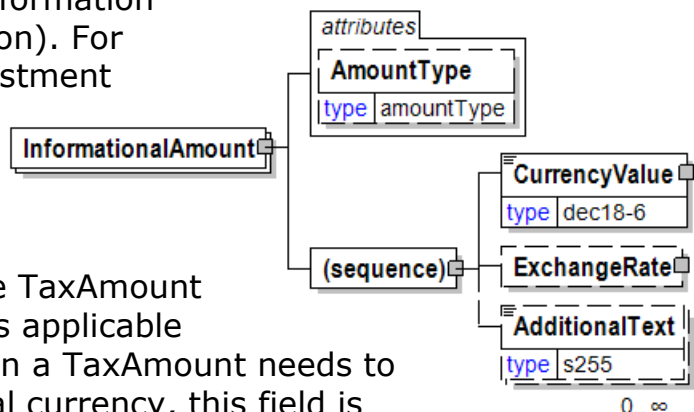 formation
on). For
stment
attributes
AmountType
type amountType
InformationalAmount
CurrencyValue
type dec18-6
(sequence)
ExchangeRate
AdditionalText
type s255
0 ∞
e TaxAmount
s applicable
n a TaxAmount needs to
al currency, this field is